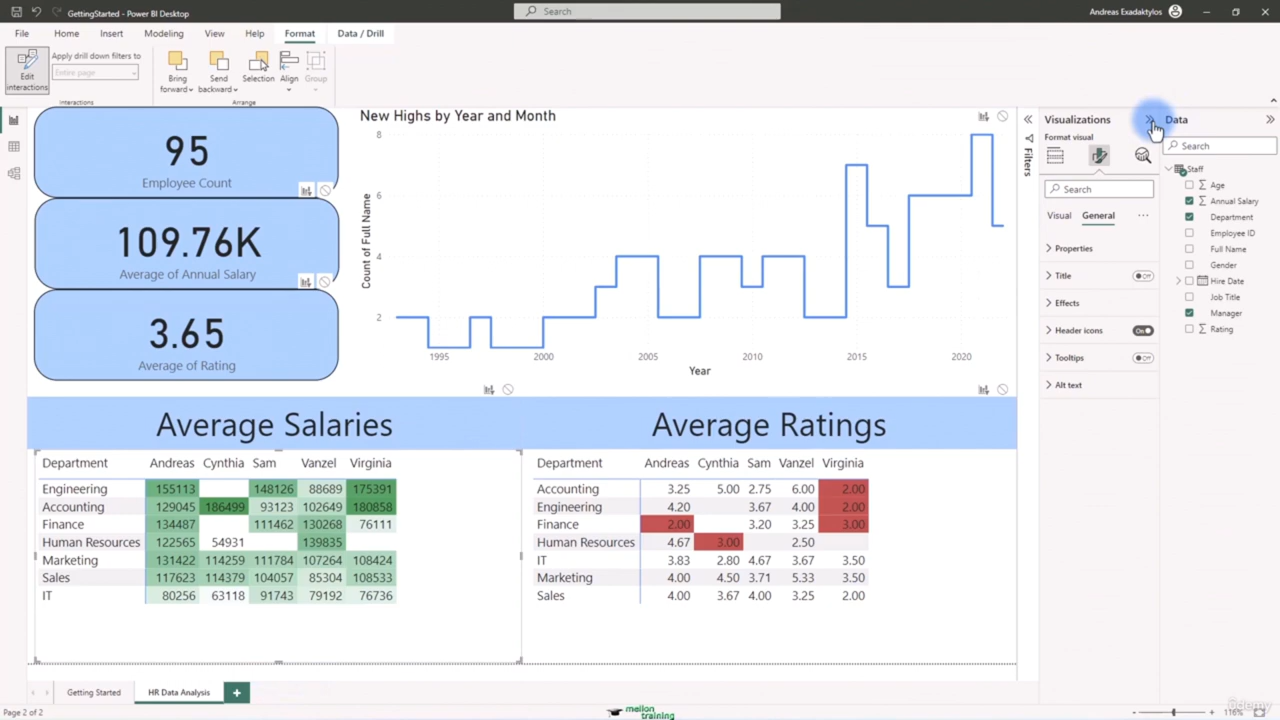 GettingStarted - Power BI Desktop
Search
Andreas Exadaktylos
File Home Insert Modeling View Help Format Data / Drill
Edit interactions
Apply drill down filters to
Entire page
Bring forward
Send backward
Selection
Align
Group
Interactions
Arrange
95
Employee Count
109.76K
Average of Annual Salary
3.65
Average of Rating
New Highs by Year and Month
Count of Full Name
8
6
4
2
1995 2000 2005 2010 2015 2020
Year
Average Salaries
Department Andreas Cynthia Sam Vanzel Virginia
Engineering 155113 148126 88689 175391
Accounting 129045 186499 93123 102649 180858
Finance 134487 111462 130268 76111
Human Resources 122565 54931 139835
Marketing 131422 114259 111784 107264 108424
Sales 117623 114379 104057 85304 108533
IT 80256 63118 91743 79192 76736
Average Ratings
Department Andreas Cynthia Sam Vanzel Virginia
Accounting 3.25 5.00 2.75 6.00 2.00
Engineering 4.20 3.67 4.00 2.00
Finance 2.00 3.20 3.25 3.00
Human Resources 4.67 3.00 2.50
IT 3.83 2.80 4.67 3.67 3.50
Marketing 4.00 4.50 3.71 5.33 3.50
Sales 4.00 3.67 4.00 3.25 2.00
Filters
Visualizations
Format visual
Search
Visual General
Properties
Title Off
Effects
Header icons On
Tooltips Off
Alt text
Data
Search
Staff
Age
Annual Salary
Department
Employee ID
Full Name
Gender
Hire Date
Job Title
Manager
Rating
Getting Started HR Data Analysis
Page 2 of 2
mellon
training
116%
ûdemy